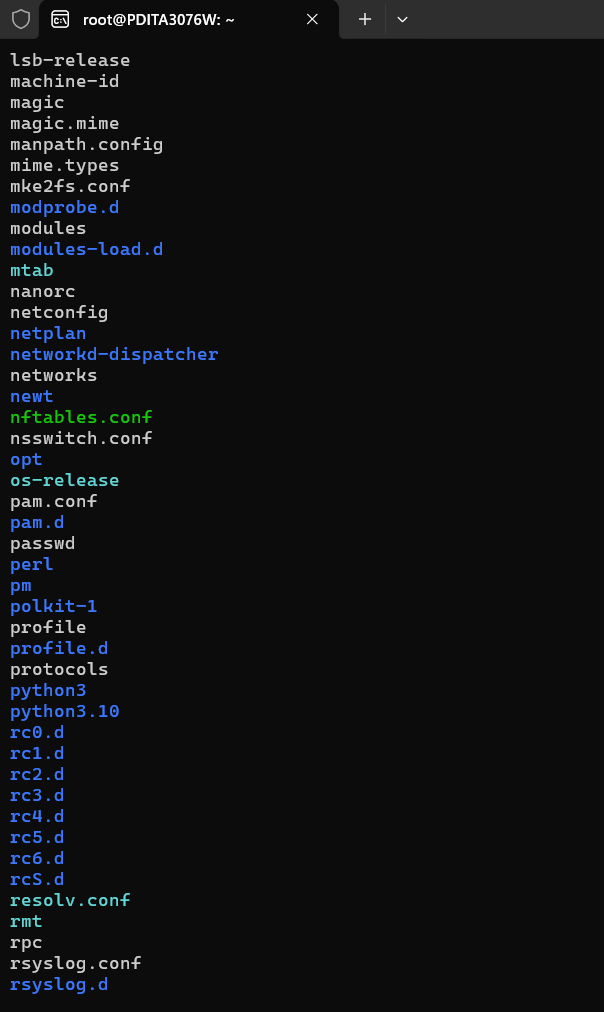 root@PDITA3076W: ~
lsb-release
machine-id
magic
magic.mime
manpath.config
mime.types
mke2fs.conf
modprobe.d
modules
modules-load.d
mtab
nanorc
netconfig
netplan
networkd-dispatcher
networks
newt
nftables.conf
nsswitch.conf
opt
os-release
pam.conf
pam.d
passwd
perl
pm
polkit-1
profile
profile.d
protocols
python3
python3.10
rc0.d
rc1.d
rc2.d
rc3.d
rc4.d
rc5.d
rc6.d
rcS.d
resolv.conf
rmt
rpc
rsyslog.conf
rsyslog.d